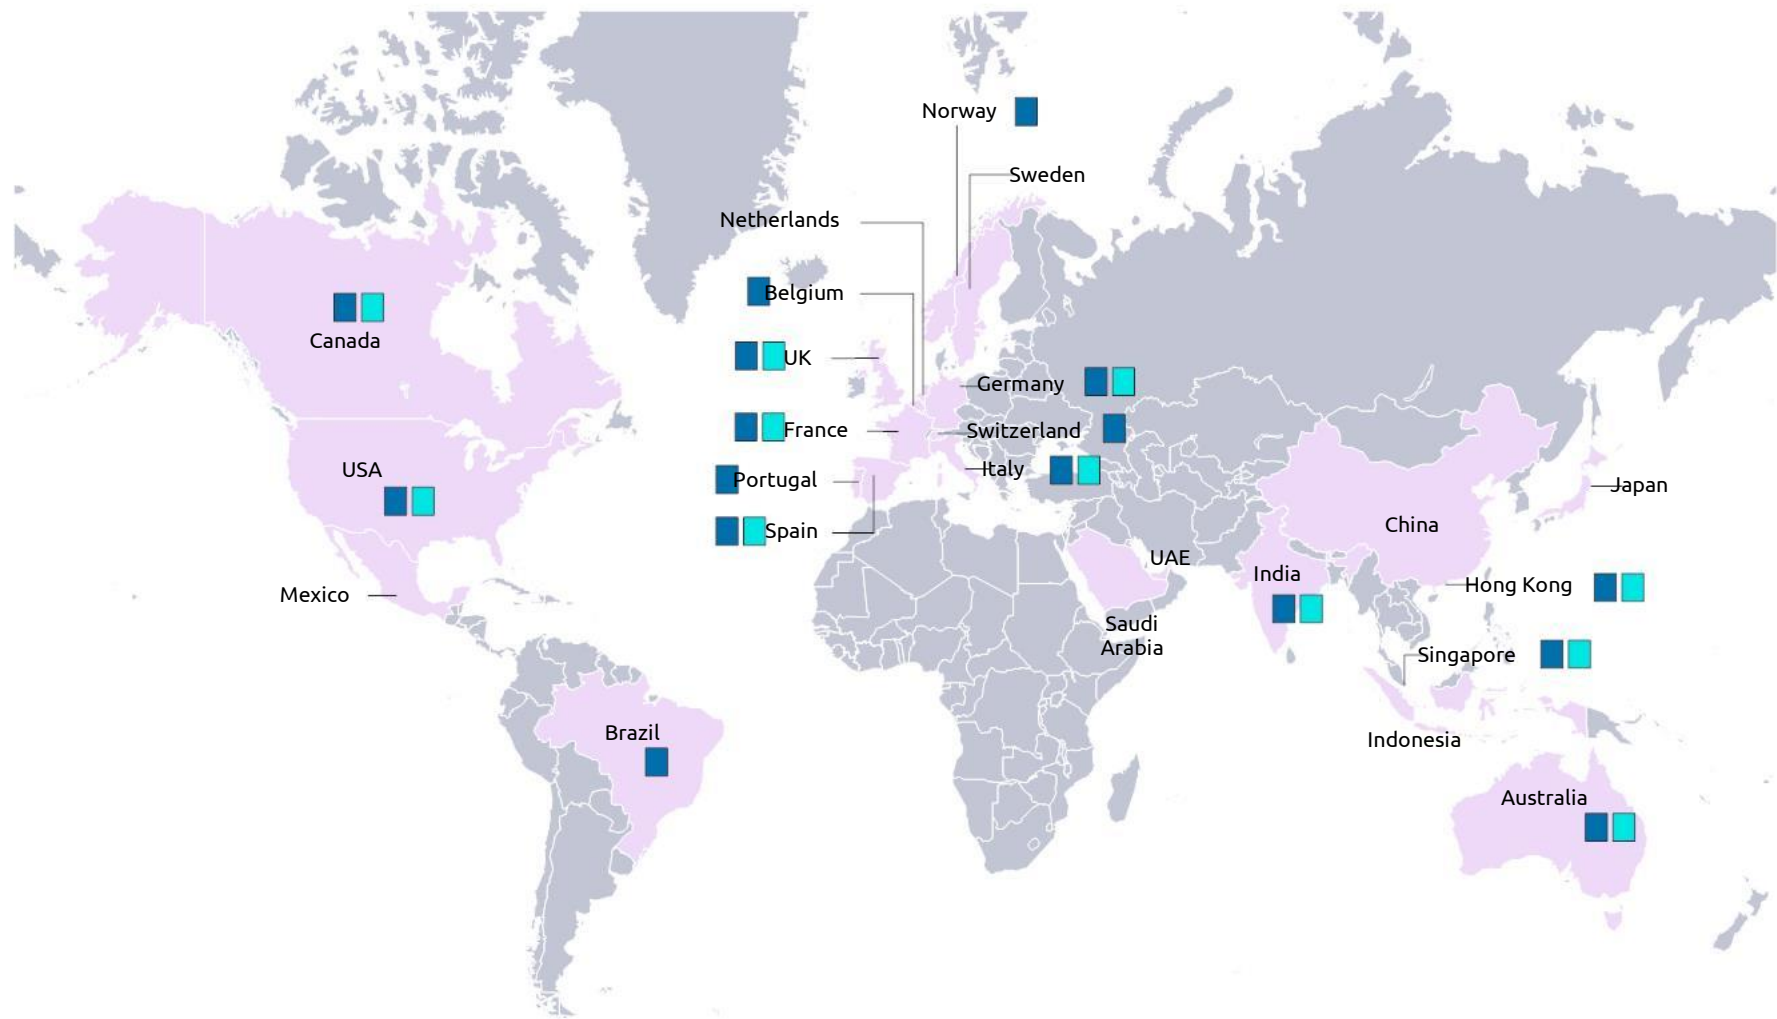 Norway
Sweden
Netherlands
Belgium
Canada
UK
Germany
France
Switzerland
USA
Italy
Portugal
Japan
China
Spain
UAE
India
Hong Kong
Mexico
Saudi
Arabia
Singapore
Brazil
Indonesia
Australia